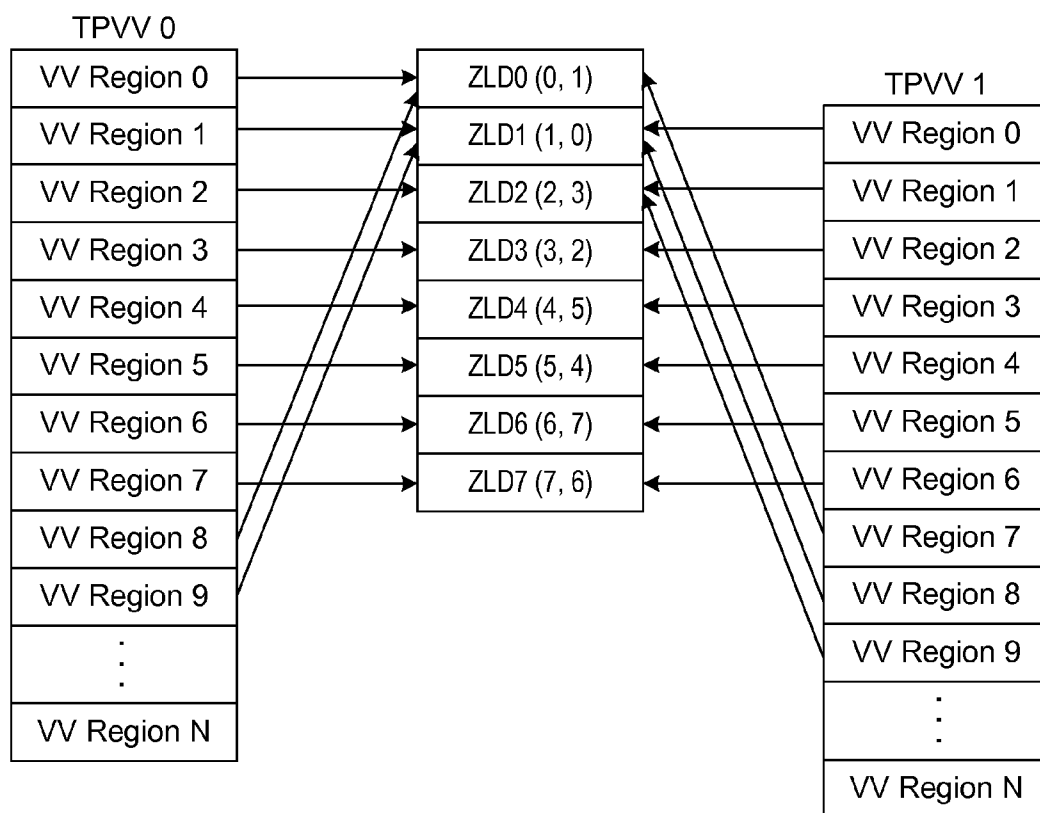 TPVV 0
VV Region 0
VV Region 1
VV Region 2
VV Region 3
VV Region 4
VV Region 5
VV Region 6
VV Region 7
VV Region 8
VV Region 9
VV Region N
ZLD0 (0, 1)
ZLD1 (1, 0)
ZLD2 (2, 3)
ZLD3 (3, 2)
ZLD4 (4, 5)
ZLD5 (5, 4)
ZLD6 (6, 7)
ZLD7 (7, 6)
TPVV 1
VV Region 0
VV Region 1
VV Region 2
VV Region 3
VV Region 4
VV Region 5
VV Region 6
VV Region 7
VV Region 8
VV Region 9
VV Region N